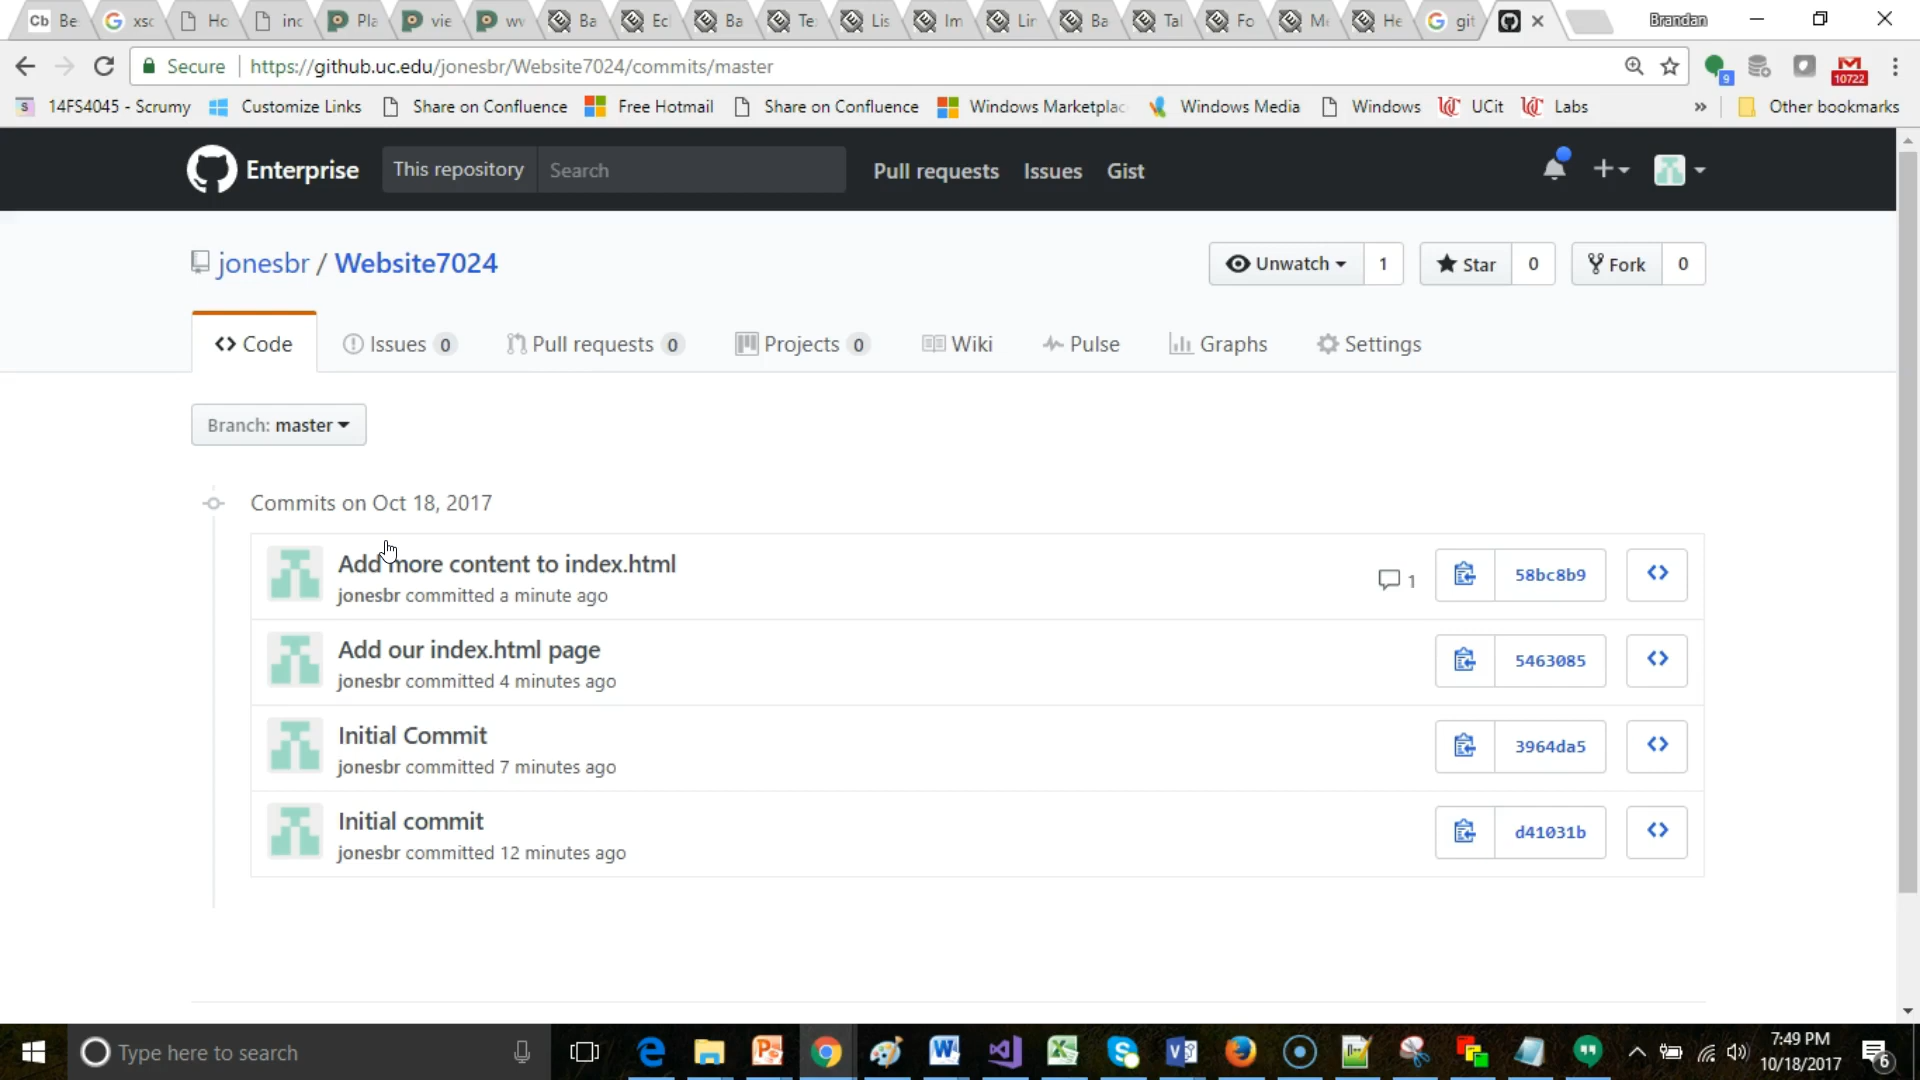 Cb Be
xsc
Hc
inc
Pla
vie
wv
Ba
Ec
Ba
Te
Lis
Im
Lir
Ba
Tal
Fo
He
git
Brandan
Secure https://github.uc.edu/jonesbr/Website7024/commits/master
9
10722
S 14FS4045 - Scrumy
Customize Links
Share on Confluence
Free Hotmail
Share on Confluence
Windows Marketplac
Windows Media
Windows
UCit
Labs
»
Other bookmarks
Enterprise
This repository
Search
Pull requests
Issues
Gist
jonesbr / Website7024
Unwatch 1
Star 0
Fork 0
Code
Issues 0
Pull requests 0
Projects 0
Wiki
Pulse
Graphs
Settings
Branch: master
Commits on Oct 18, 2017
Add more content to index.html
jonesbr committed a minute ago
1
58bc8b9
Add our index.html page
jonesbr committed 4 minutes ago
5463085
Initial Commit
jonesbr committed 7 minutes ago
3964da5
Initial commit
jonesbr committed 12 minutes ago
d41031b
Type here to search
7:49 PM
10/18/2017
6